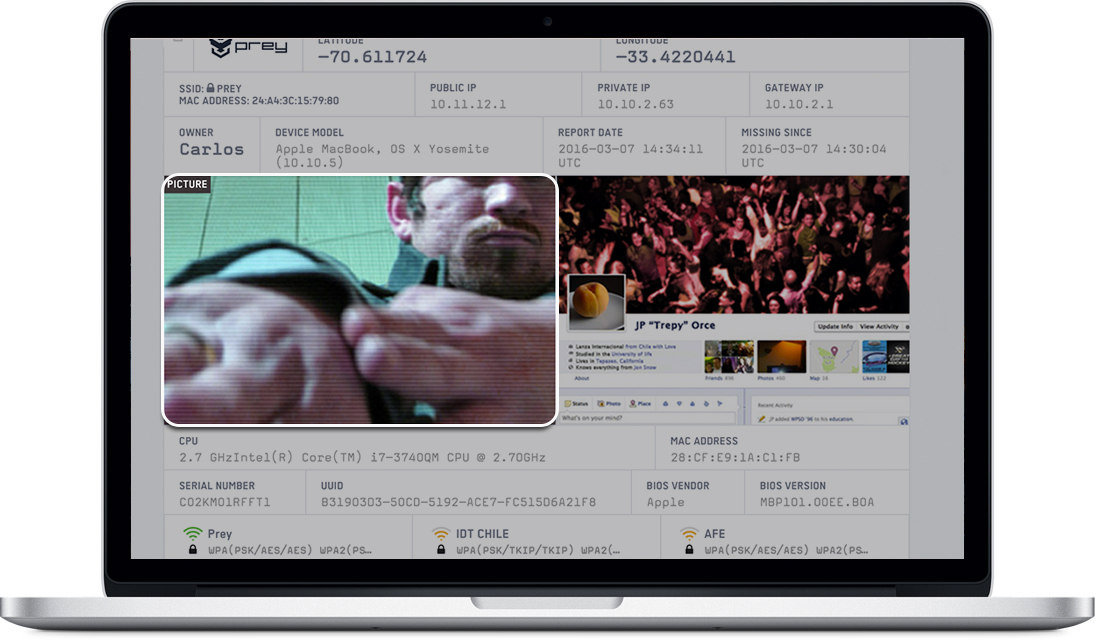 prey
LATITUDE
-70.611724
LONGITUDE
-33.4220441
SSID: PREY
MAC ADDRESS: 24:A4:3C:15:79:80
PUBLIC IP
10.11.12.1
PRIVATE IP
10.10.2.63
GATEWAY IP
10.10.2.1
OWNER
Carlos
DEVICE MODEL
Apple MacBook, OS X Yosemite
(10.10.5)
REPORT DATE
2016-03-07 14:34:11
UTC
MISSING SINCE
2016-03-07 14:30:04
UTC
PICTURE
JP "Trepy" Orce
Update Info
View Activity
Lanza Internacional from Chile with Love
Studied in the University of life
Lives in Tapaseo, California
Knows everything from Jon Snow
About
Friends
Photos
Map
Likes
Status
Photo
Place
What's on your mind?
Recent Activity
JP added WPSD '96 to his education.
CPU
2.7 GHzIntel(R) Core(TM) i7-3740QM CPU @ 2.70GHz
MAC ADDRESS
28:CF:E9:1A:C1:FB
SERIAL NUMBER
C02KM01RFFT1
UUID
B3190303-50CD-5192-ACE7-FC515D6A21F8
BIOS VENDOR
Apple
BIOS VERSION
MBP101.00EE.B0A
Prey
WPA(PSK/AES/AES) WPA2(PS…
IDT CHILE
WPA(PSK/TKIP/TKIP) WPA2(…
AFE
WPA(PSK/AES/AES) WPA2(PS…